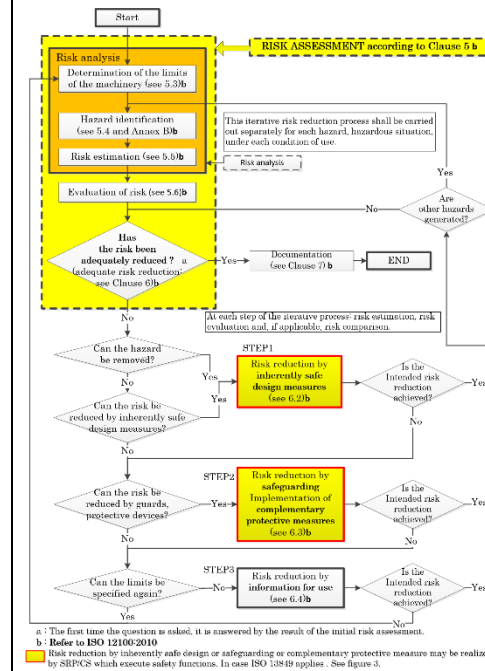 Start
RISK ASSESSMENT according to Clause 5 b
Risk analysis
Determination of the limits
of the machinery (see 5.3)b
Hazard identification
(see 5.4 and Annex B)b
Risk estimation (see 5.5)b
This iterative risk reduction process shall be carried
out separately for each hazard, hazardous situation,
under each condition of use.
Risk analysis
Evaluation of risk (see 5.6)b
Yes
No
Are
other hazards
generated?
Has
the risk been
adequately reduced ? a
(adequate risk reduction:
see Clause 6)b
Yes
Documentation
(see Clause 7) b
END
No
At each step of the iterative process: risk estimation, risk
evaluation and, if applicable, risk comparison.
Can the hazard
be removed?
Yes
No
STEP1
Risk reduction by
inherently safe
design measures
(see 6.2)b
Is the
Intended risk
reduction
achieved?
Yes
Can the risk be
reduced by inherently safe
design measures?
Yes
No
No
STEP2
Can the risk be
reduced by guards,
protective devices?
Yes
Risk reduction by
safeguarding
Implementation of
complementary
protective measures
(see 6.3)b
Is the
Intended risk
reduction
achieved?
Yes
No
No
STEP3
Can the limits be
specified again?
No
Risk reduction by
information for use
(see 6.4)b
Is the
Intended risk
reduction
achieved?
Yes
Yes
No
a : The first time the question is asked, it is answered by the result of the initial risk assessment.
b : Refer to ISO 12100:2010
Risk reduction by inherently safe design or safeguarding or complementary protective measure may be realiz
by SRP/CS which execute safety functions. In case ISO 13849 applies . See figure 3.